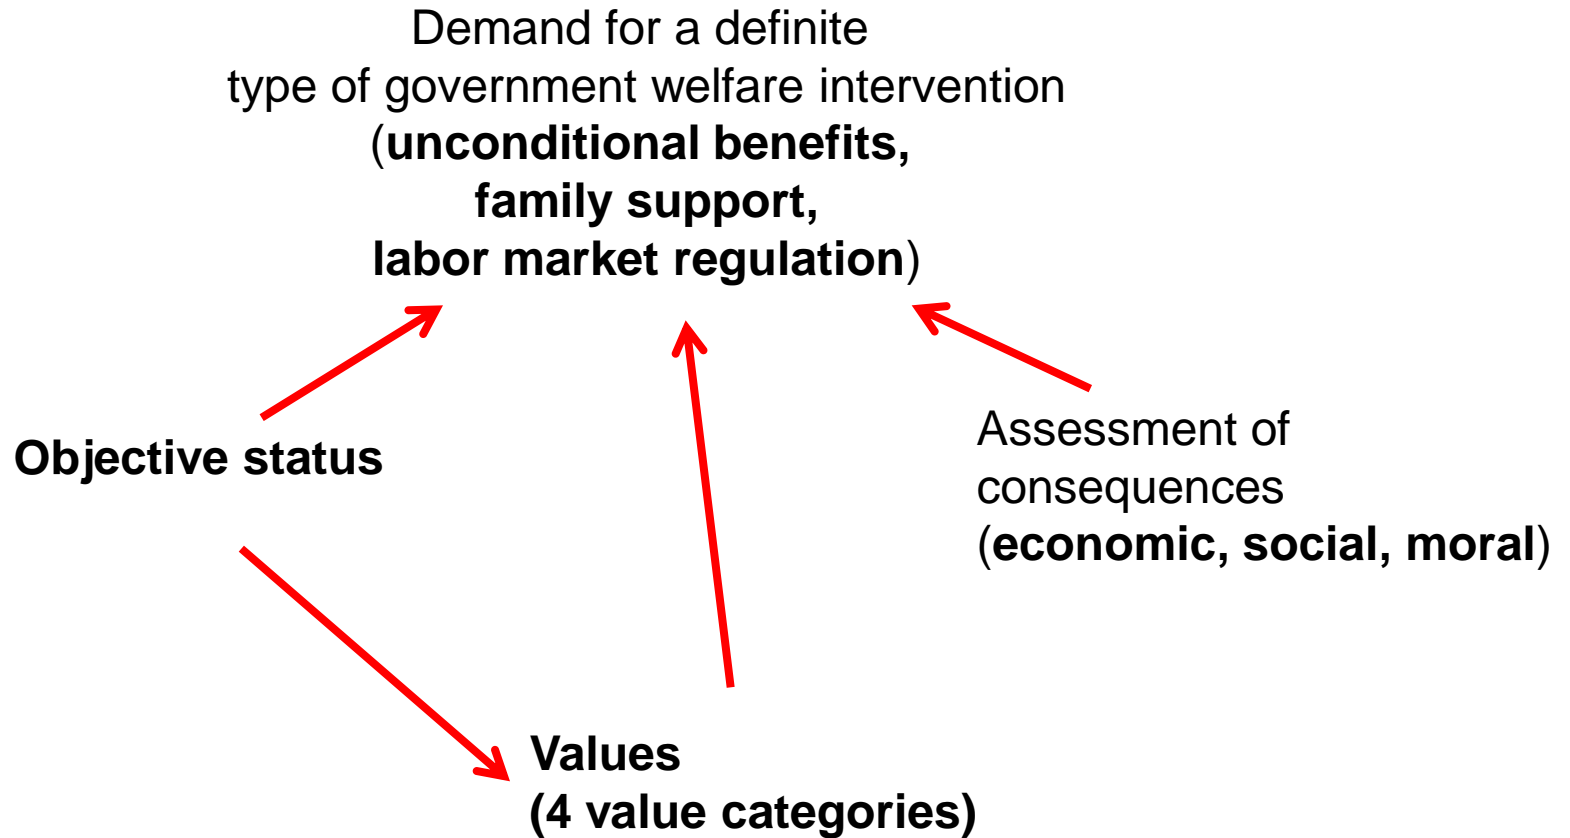 Demand for a definite
type of government welfare intervention
(unconditional benefits,
family support,
labor market regulation)
Objective status
Assessment of
consequences
(economic, social, moral)
Values
(4 value categories)